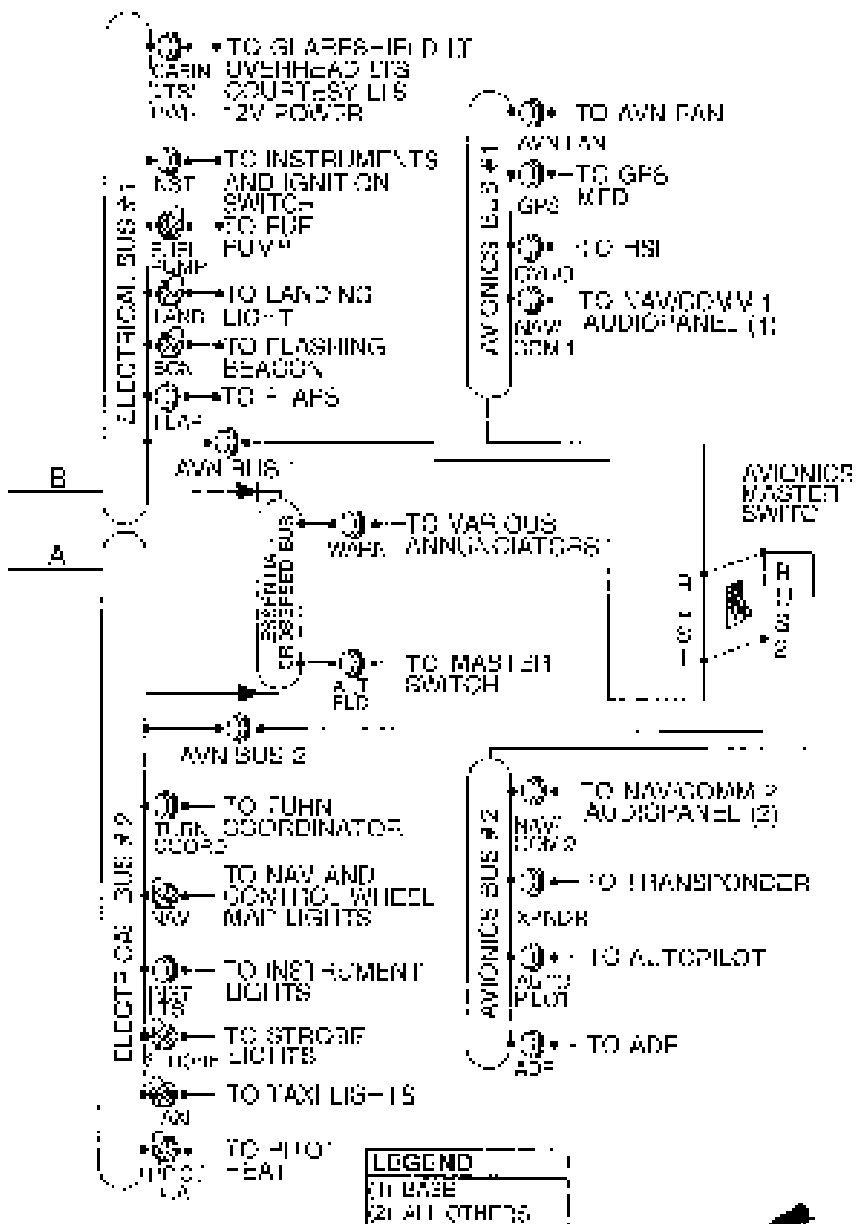 TO GLARESHIELD LT
OVERHEAD LTS
COURTESY LTS
12V POWER
CABIN
LTS/
PWR
TO INSTRUMENTS
AND IGNITION
SWITCH
INST
TO FUEL
PUMP
FUEL
PUMP
TO LANDING
LIGHT
LAND
TO FLASHING
BEACON
BCN
TO FLAPS
FLAP
ELECTRICAL BUS #1
AVN BUS 1
B
A
TO AVN FAN
AVN FAN
TO GPS
MFD
GPS
TO HSI
TO NAV/COMM 1
AUDIO PANEL (1)
NAV/
COM 1
AVIONICS BUS #1
AVIONICS
MASTER
BUS 1
BUS 2
CROSSFEED BUS
TO VARIOUS
ANNUNCIATORS
WARN
TO MASTER
SWITCH
ALT
FLD
AVN BUS 2
ELECTRICAL BUS #2
TO TURN
COORDINATOR
TURN
COORD
TO NAV AND
CONTROL WHEEL
MAP LIGHTS
NAV
TO INSTRUMENT
LIGHTS
INST
LTS
TO STROBE
LIGHTS
TO TAXI LIGHTS
TO PITOT
HEAT
AVIONICS BUS #2
TO NAV/COMM 2
AUDIO PANEL (2)
NAV/
COM 2
TO TRANSPONDER
XPNDR
TO AUTOPILOT
AUTO
PILOT
TO ADF
ADF
LEGEND
(1) BASE
(2) ALL OTHERS